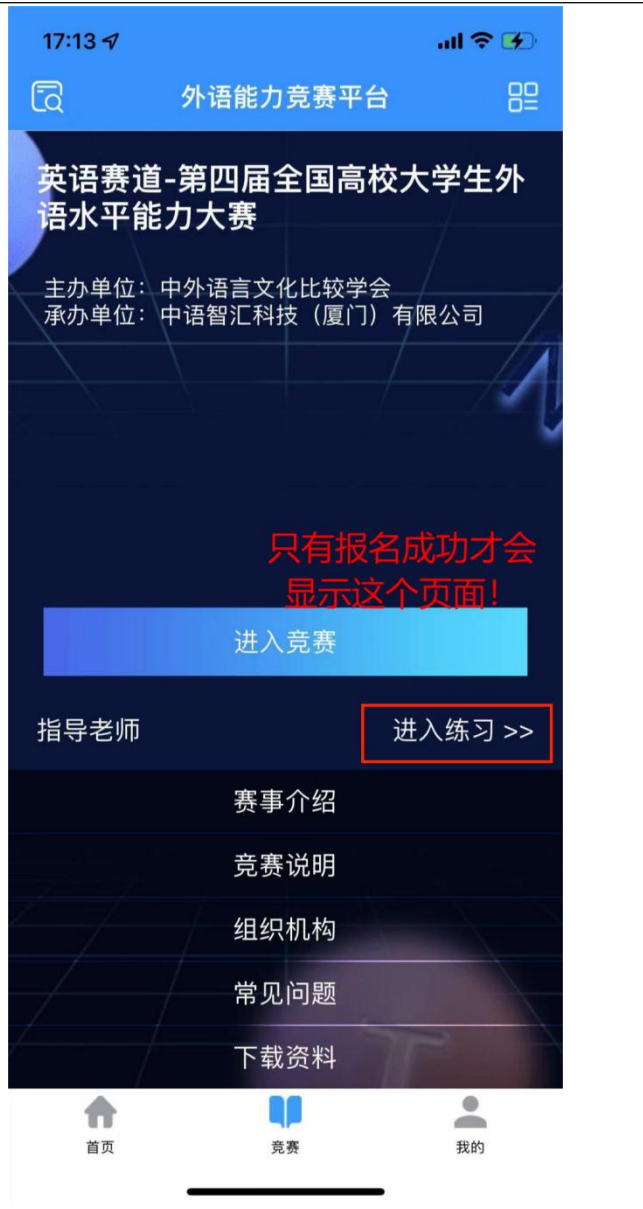 17:13
外语能力竞赛平台
英语赛道-第四届全国高校大学生外
语水平能力大赛
主办单位：中外语言文化比较学会
承办单位：中语智汇科技（厦门）有限公司
只有报名成功才会
显示这个页面！
进入竞赛
指导老师
进入练习 >>
赛事介绍
竞赛说明
组织机构
常见问题
下载资料
T
首页
竞赛
我的